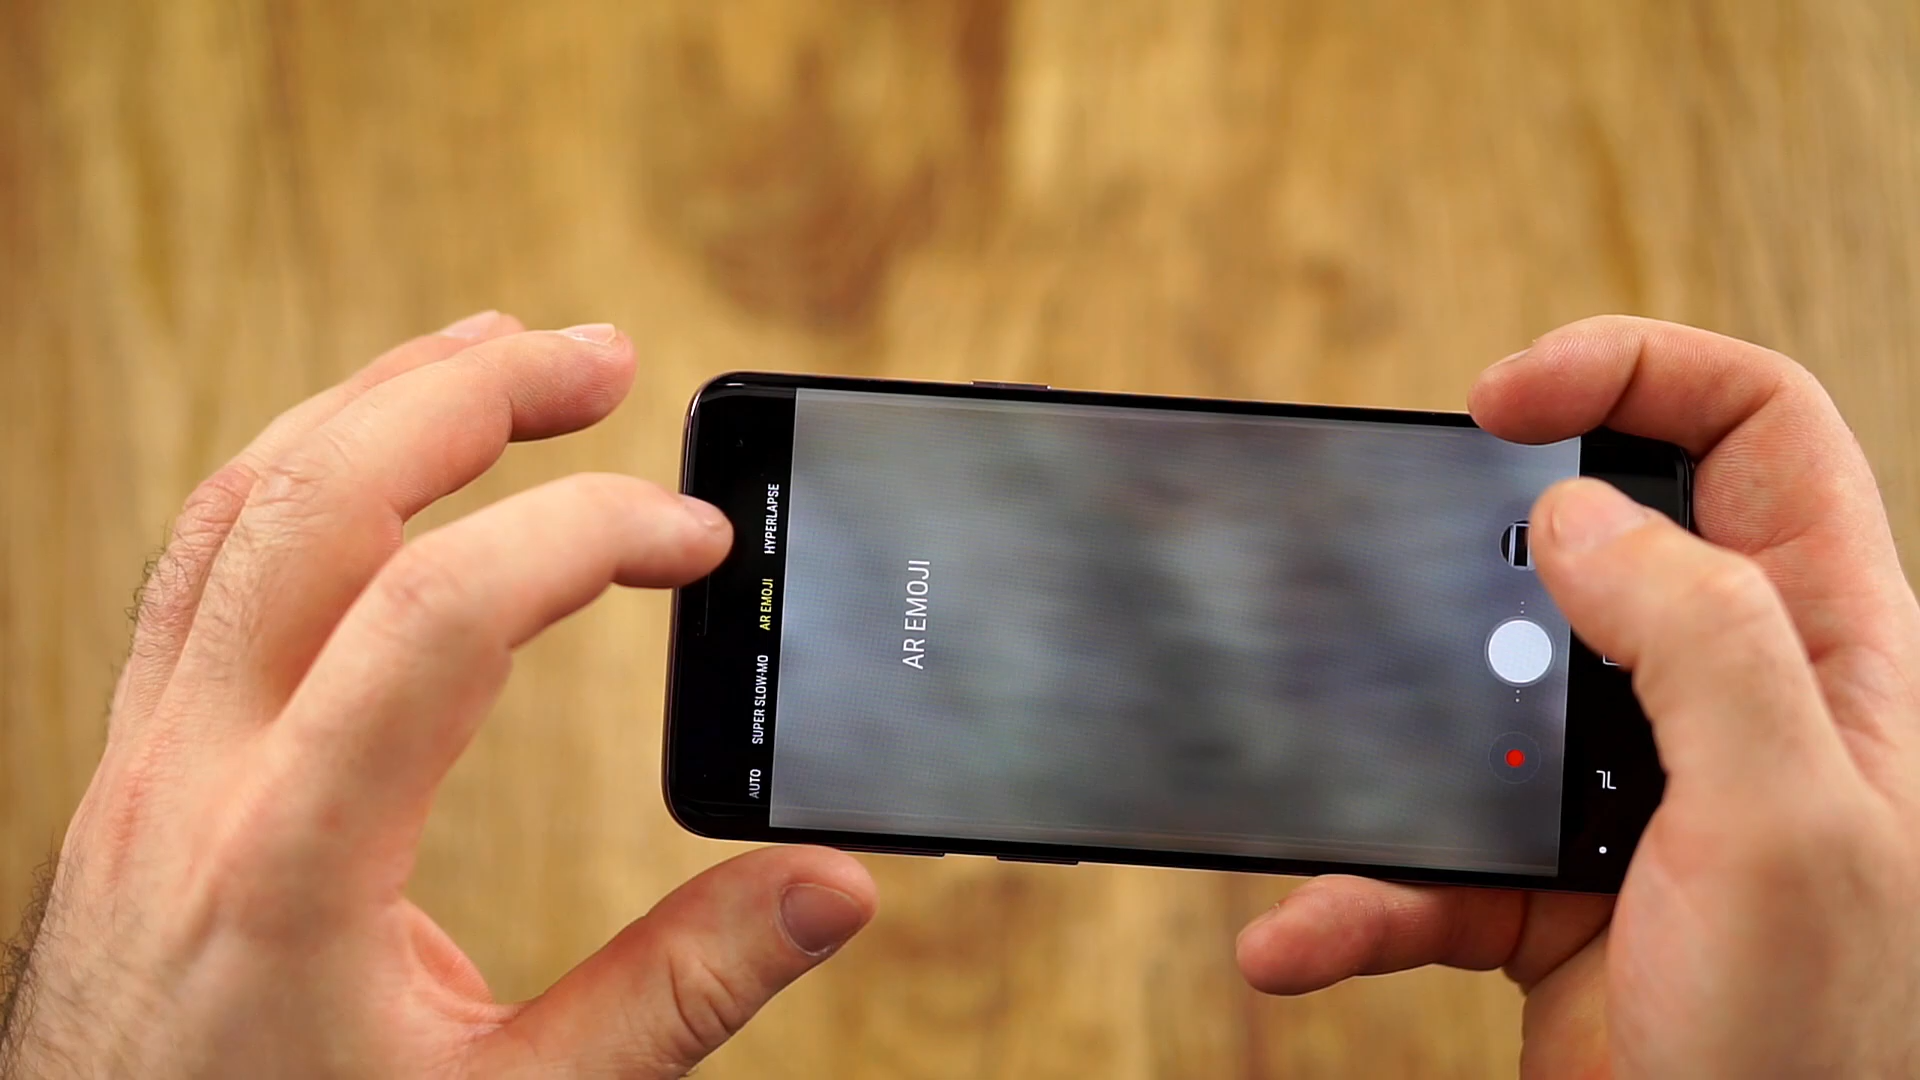 AUTO
SUPER SLOW-MO
AR EMOJI
HYPERLAPSE
AR EMOJI